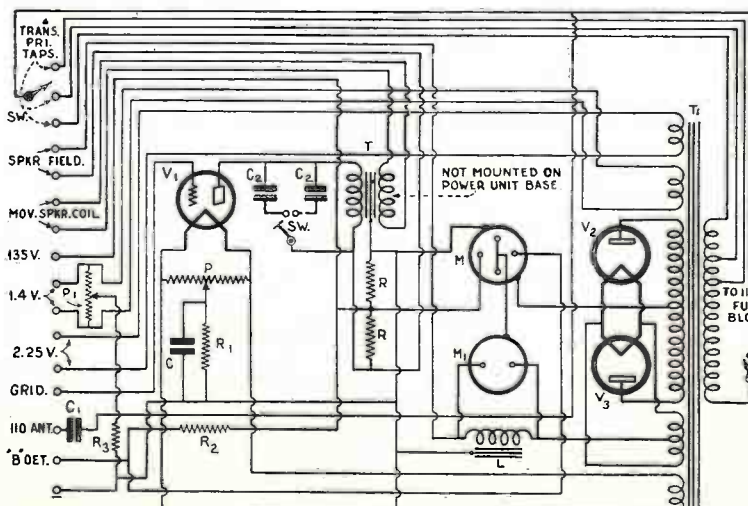 TRANS.
PRI.
TAPS.
SW.
SPKR FIELD.
MOV. SPKR. COIL.
135 V.
1.4 V.
P1
2.25 V.
GRID.
C1
110 ANT.
R3
"B" DET.
V1
C2
C2
SW.
T
NOT MOUNTED ON
POWER UNIT BASE
P
C
R1
R2
R
R
M
M1
L
V2
V3
T1
TO 11
FU
BLO